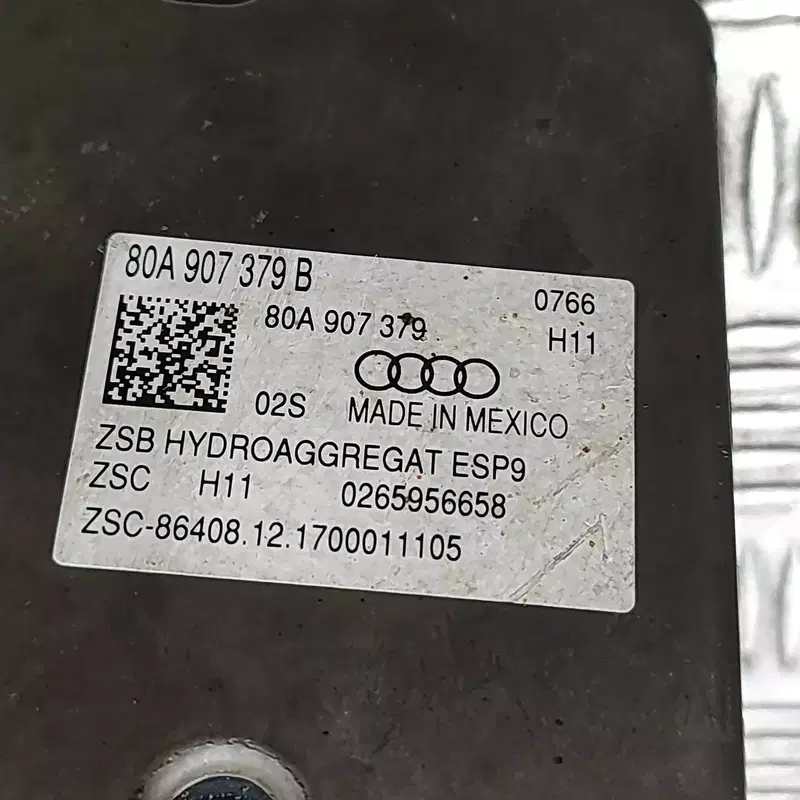 80A 907 379 B
0766
80A 907 379
H11
02S
MADE IN MEXICO
ZSB HYDROAGGREGAT ESP9
ZSC H11 0265956658
ZSC-86408.12.1700011105